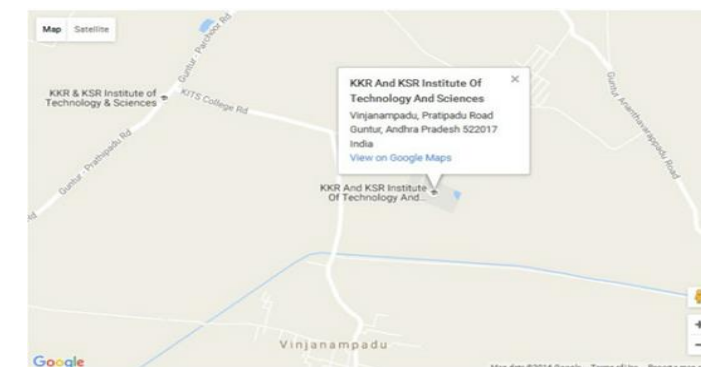 Map Satellite
Guntur - Parchoor Rd
KKR & KSR Institute of
Technology & Sciences
KITS College Rd
Guntur - Prathipadu Rd
Rd
KKR And KSR Institute Of
Technology And Sciences
Vinjanampadu, Pratipadu Road
Guntur, Andhra Pradesh 522017
India
View on Google Maps
Guntur Ananthavarappadu Road
KKR And KSR Institute
Of Technology And...
Vinjanampadu
Google